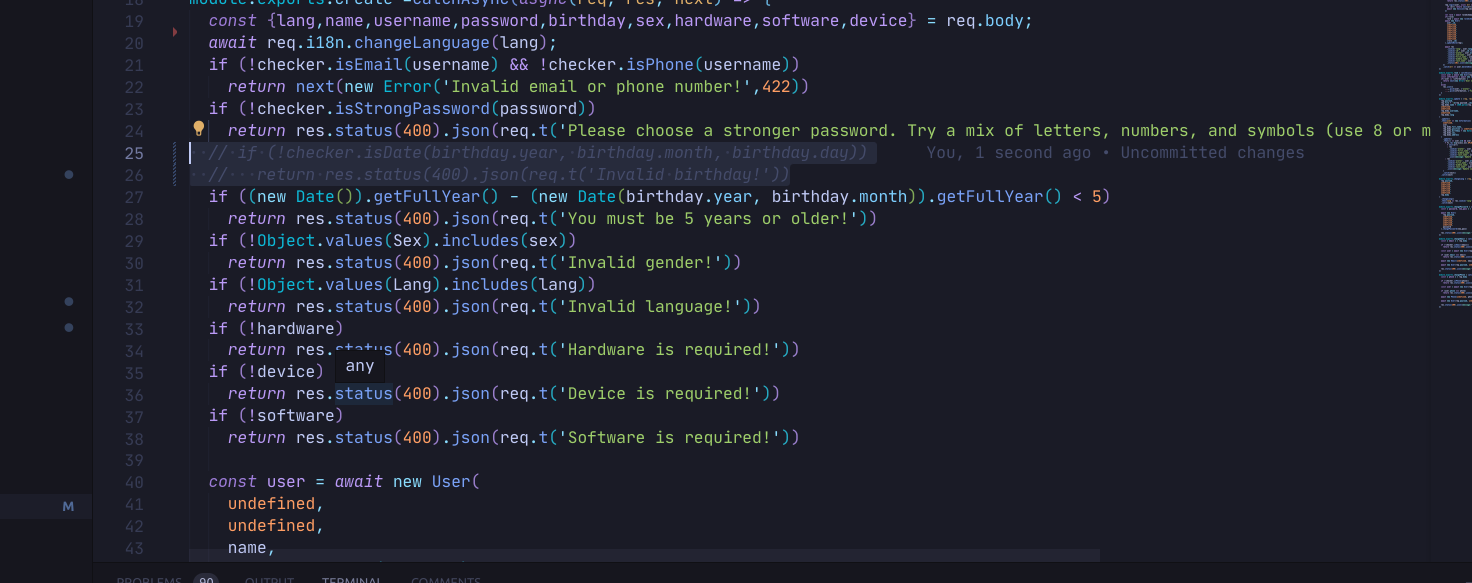 18 module.exports.create =catchAsync(async(req, res, next) => {
19 const {lang,name,username,password,birthday,sex,hardware,software,device} = req.body;
20 await req.i18n.changeLanguage(lang);
21 if (!checker.isEmail(username) && !checker.isPhone(username))
22 return next(new Error('Invalid email or phone number!',422))
23 if (!checker.isStrongPassword(password))
24 return res.status(400).json(req.t('Please choose a stronger password. Try a mix of letters, numbers, and symbols (use 8 or m
25 // if (!checker.isDate(birthday.year, birthday.month, birthday.day)) You, 1 second ago • Uncommitted changes
26 // return res.status(400).json(req.t('Invalid birthday!'))
27 if ((new Date()).getFullYear() - (new Date(birthday.year, birthday.month)).getFullYear() < 5)
28 return res.status(400).json(req.t('You must be 5 years or older!'))
29 if (!Object.values(Sex).includes(sex))
30 return res.status(400).json(req.t('Invalid gender!'))
31 if (!Object.values(Lang).includes(lang))
32 return res.status(400).json(req.t('Invalid language!'))
33 if (!hardware)
34 return res.status(400).json(req.t('Hardware is required!'))
35 if (!device) any
36 return res.status(400).json(req.t('Device is required!'))
37 if (!software)
38 return res.status(400).json(req.t('Software is required!'))
39
40 const user = await new User(
41 undefined,
42 undefined,
43 name,
M
PROBLEMS 90 OUTPUT TERMINAL COMMENTS